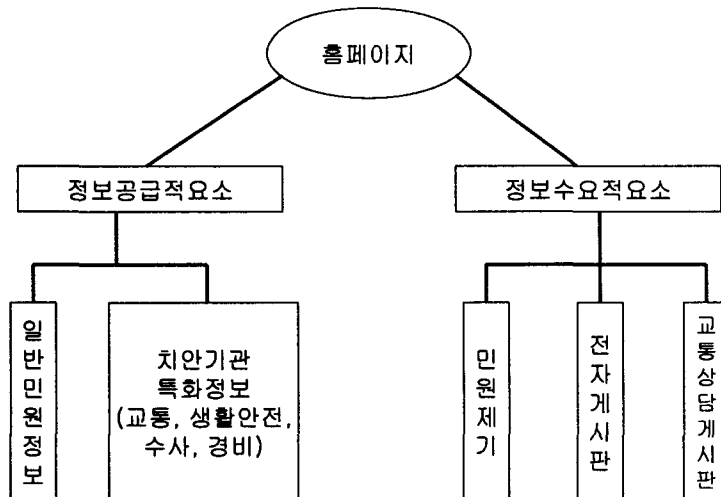 홈페이지
정보공급적요소
정보수요적요소
일반민원정보
치안기관
특화정보
(교통, 생활안전,
수사, 경비)
민원제기
전자게시판
교통상담게시판